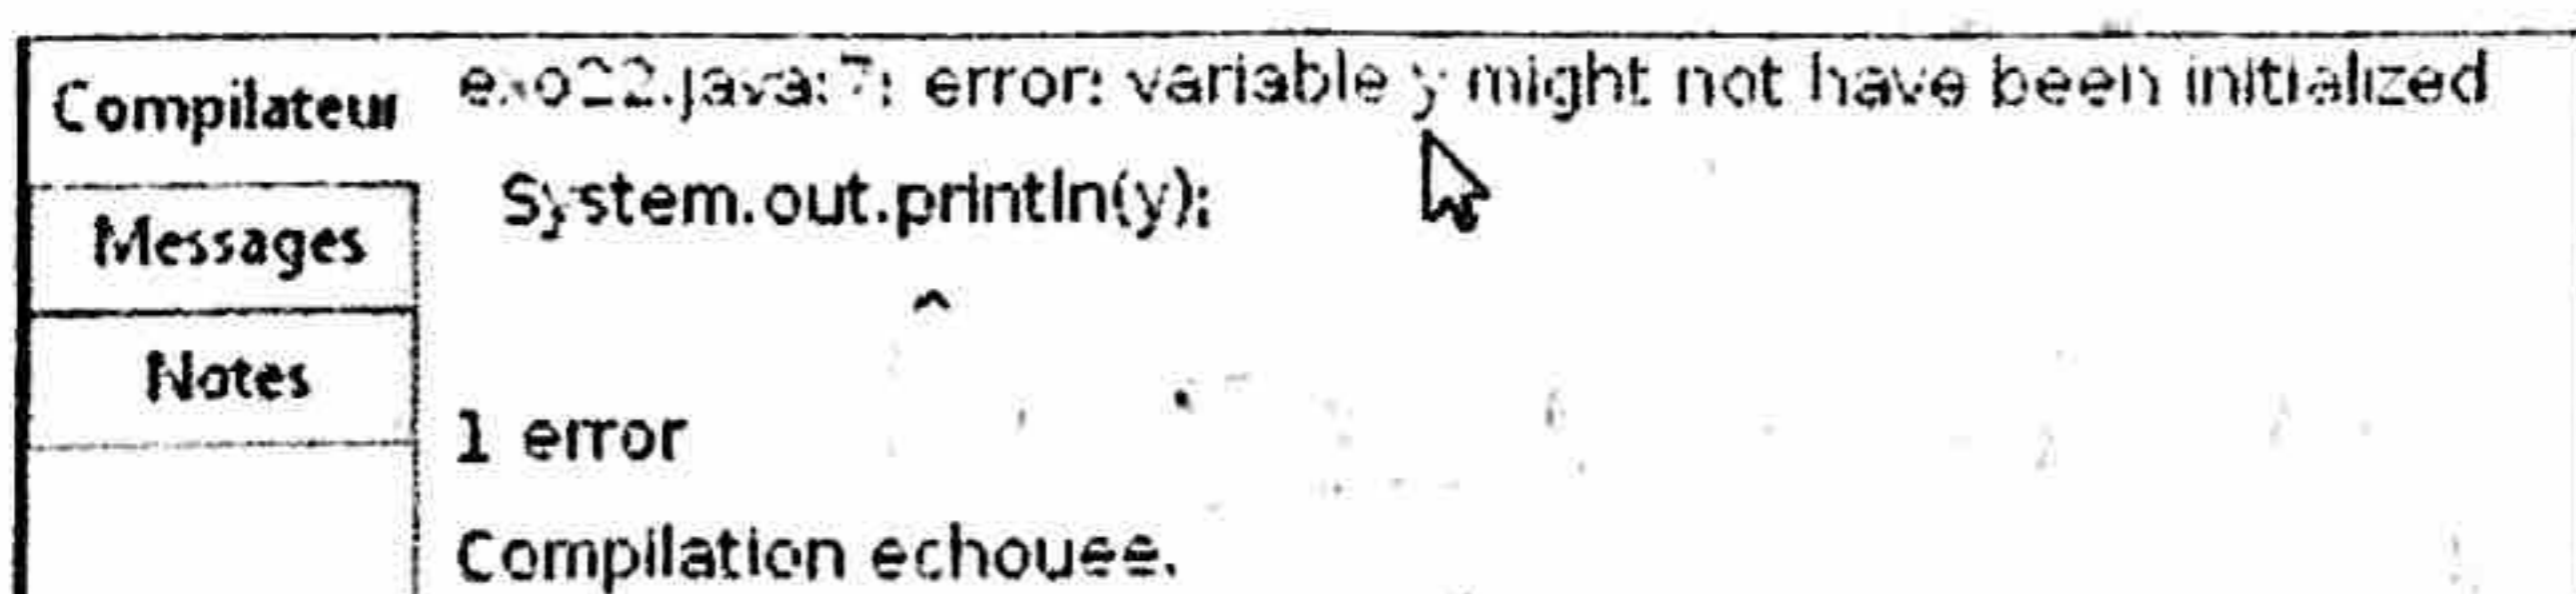 Compilateur
exo22.java:7: error: variable y might not have been initialized
System.out.println(y);
^
Messages
Notes
1 error
Compilation echouee.